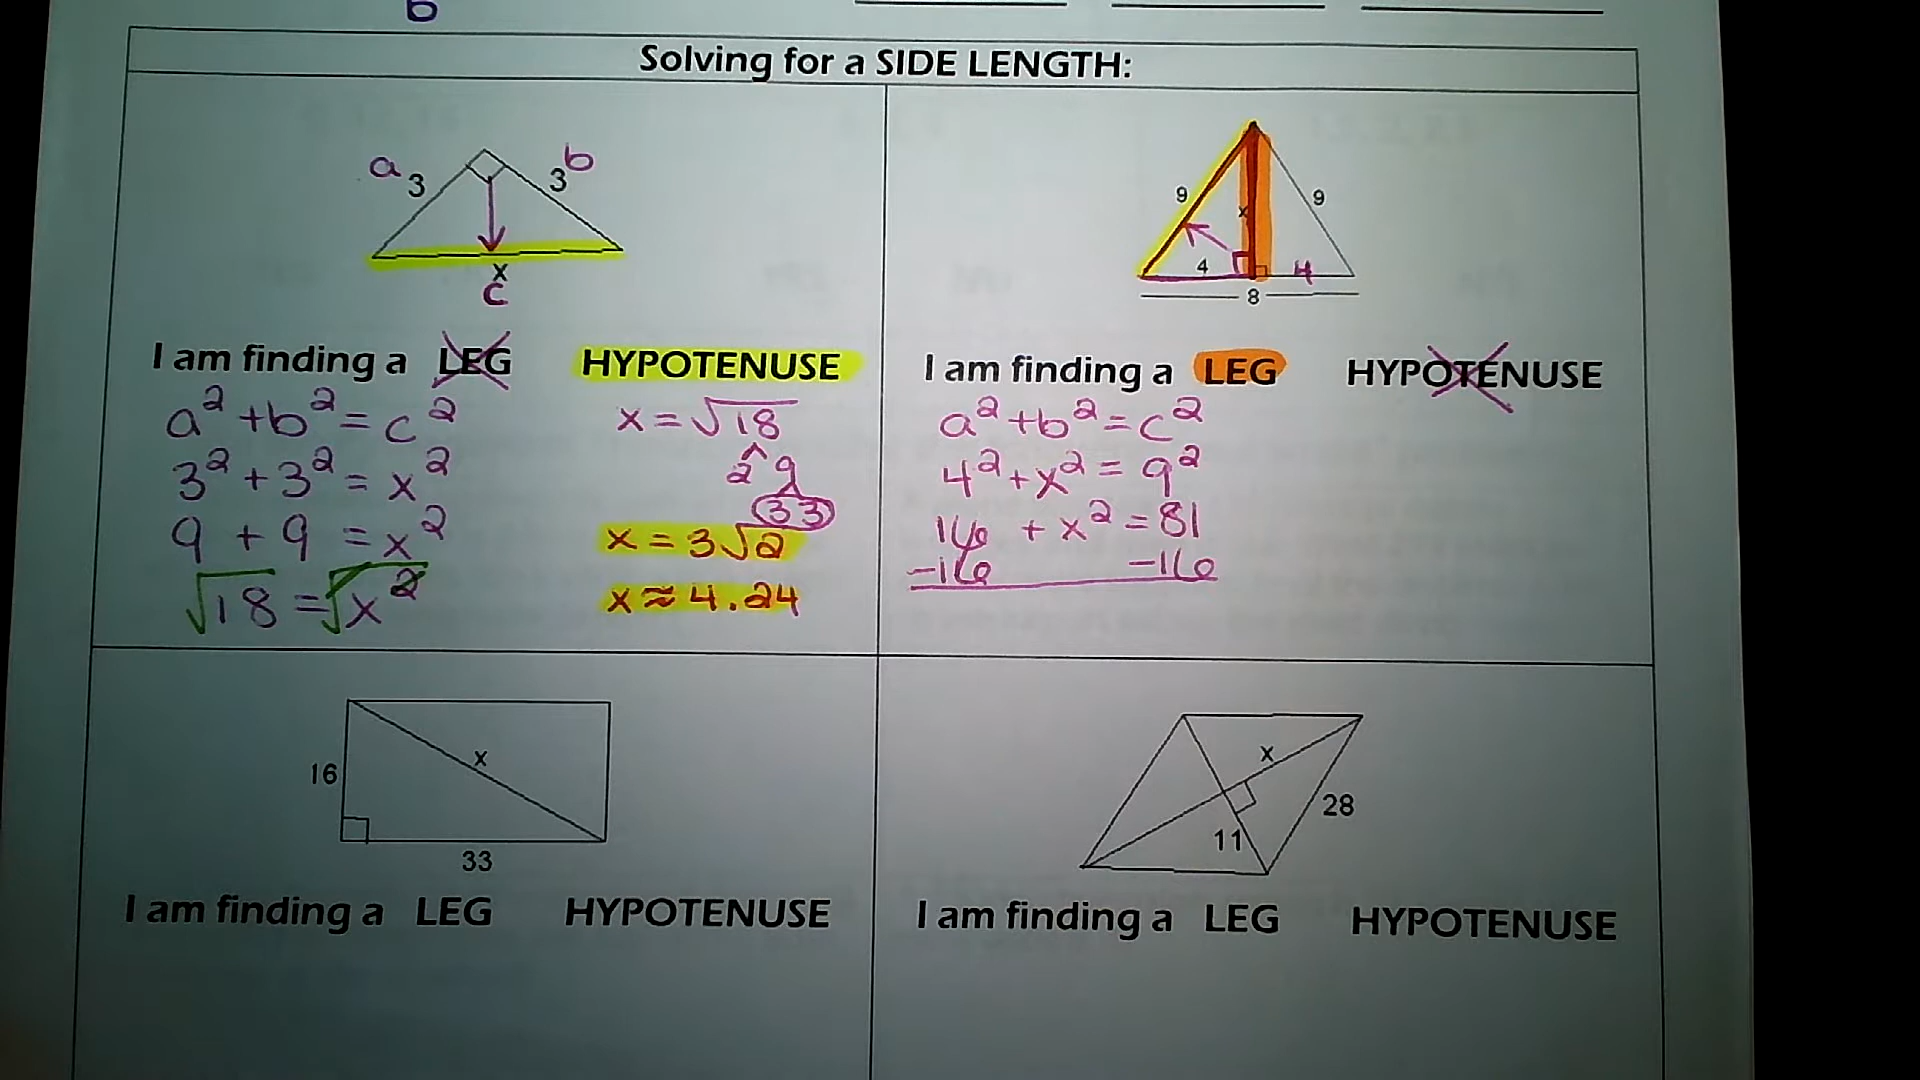 b
Solving for a SIDE LENGTH:
a 3
3 b
x
c
I am finding a LEG HYPOTENUSE
a² + b² = c²
3² + 3² = x²
9 + 9 = x²
√18 = √x²
x = √18
2 9
3 3
x = 3√2
x ≈ 4.24
9
x
9
4
4
8
I am finding a LEG HYPOTENUSE
a² + b² = c²
4² + x² = 9²
16 + x² = 81
-16 -16
16
x
33
I am finding a LEG HYPOTENUSE
x
28
11
I am finding a LEG HYPOTENUSE